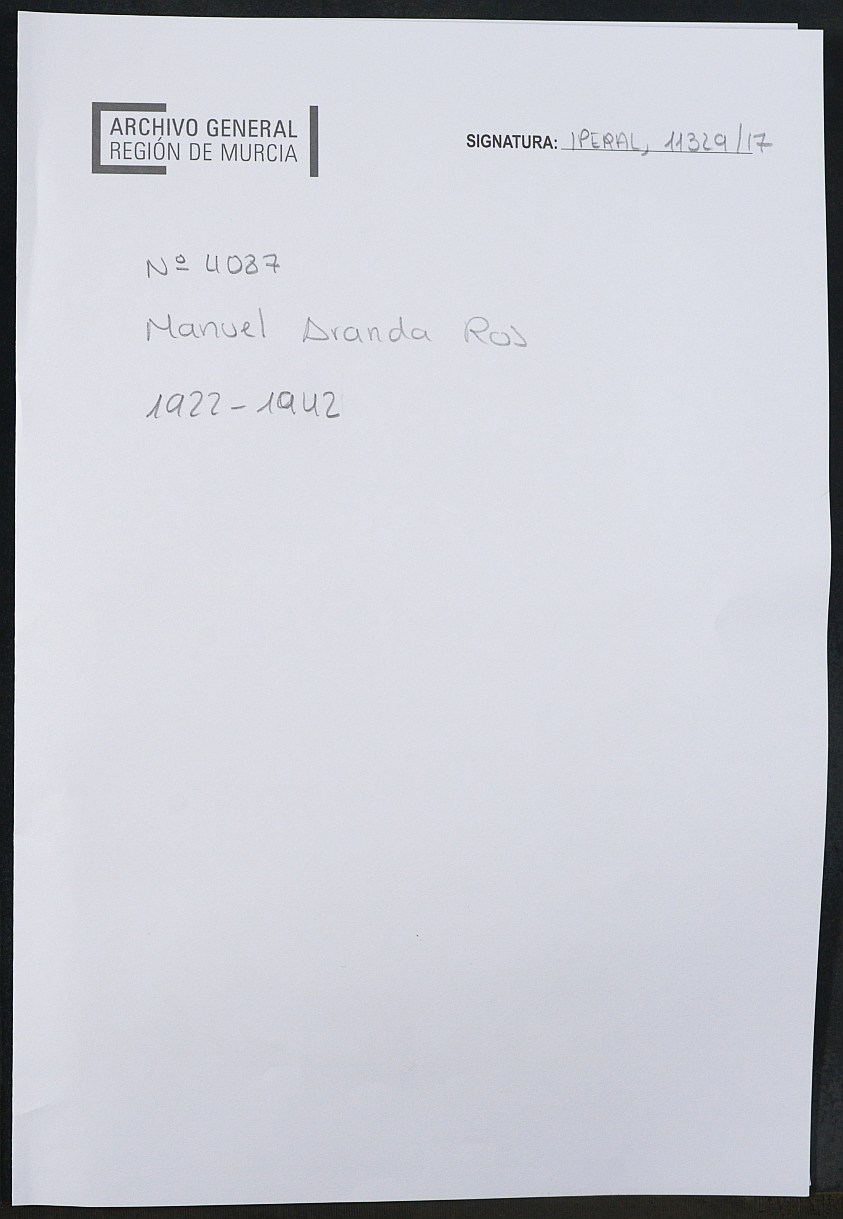 ARCHIVO GENERAL
REGIÓN DE MURCIA
SIGNATURA: IPERAL, 11329/17
Nº 4087
Manuel Aranda Ros
1922-1942